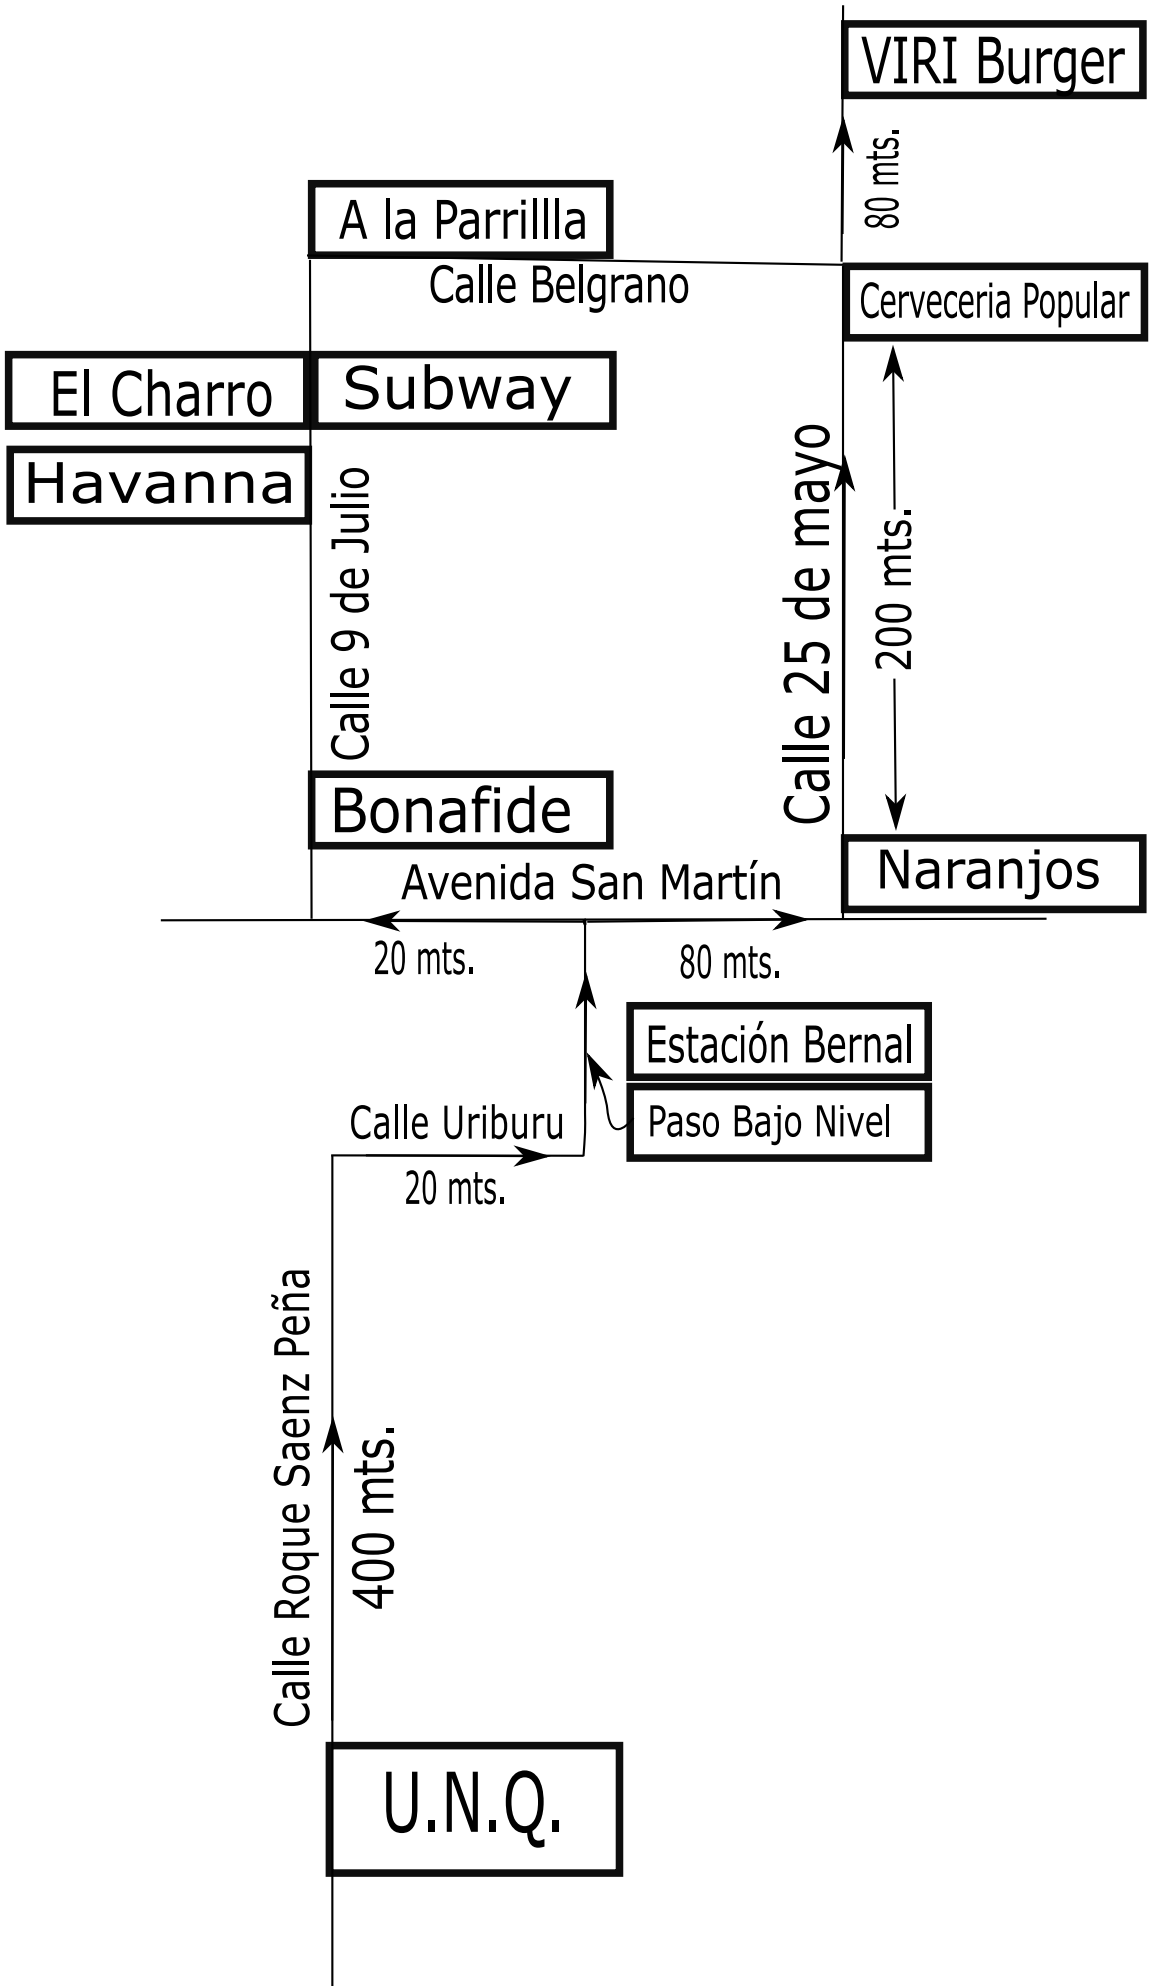 VIRI Burger
80 mts.
A la Parrillla
Calle Belgrano
Cerveceria Popular
El Charro
Subway
Havanna
Calle 9 de Julio
Calle 25 de mayo
200 mts.
Bonafide
Naranjos
Avenida San Martín
20 mts.
80 mts.
Estación Bernal
Paso Bajo Nivel
Calle Uriburu
20 mts.
Calle Roque Saenz Peña
400 mts.
U.N.Q.